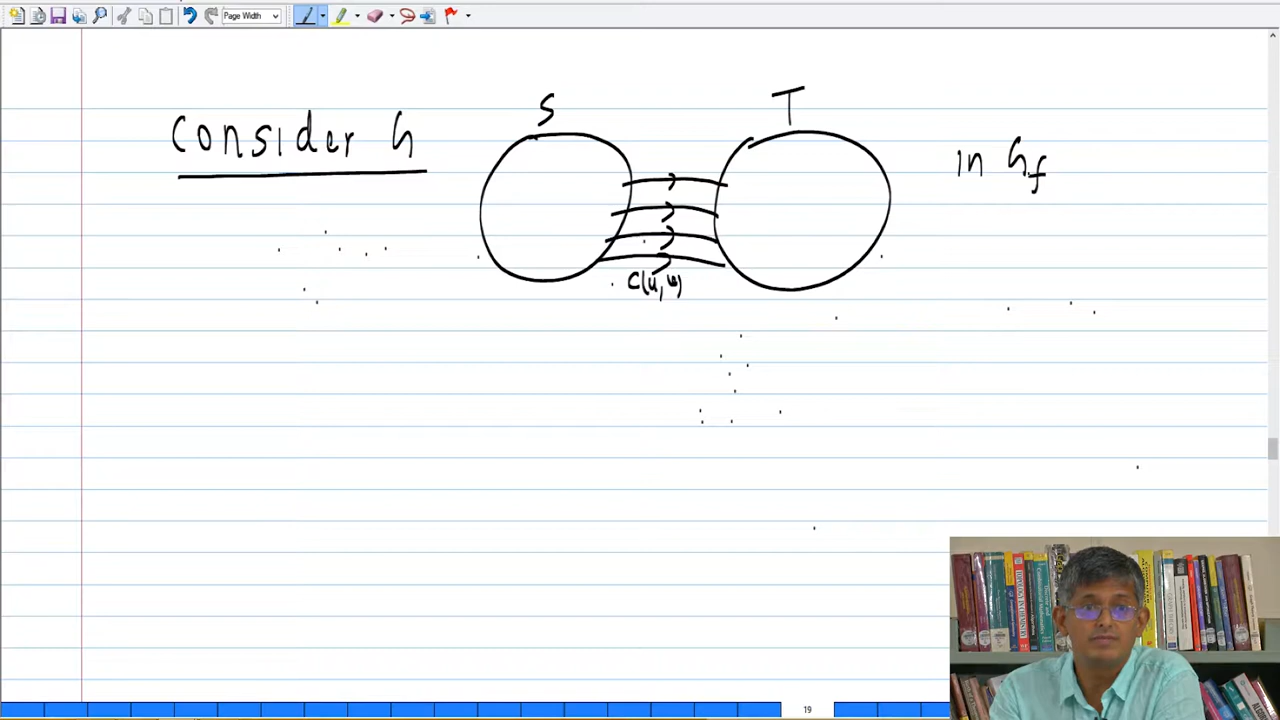 Page Width
S T
Consider G
in Gf
C(u,v)
19